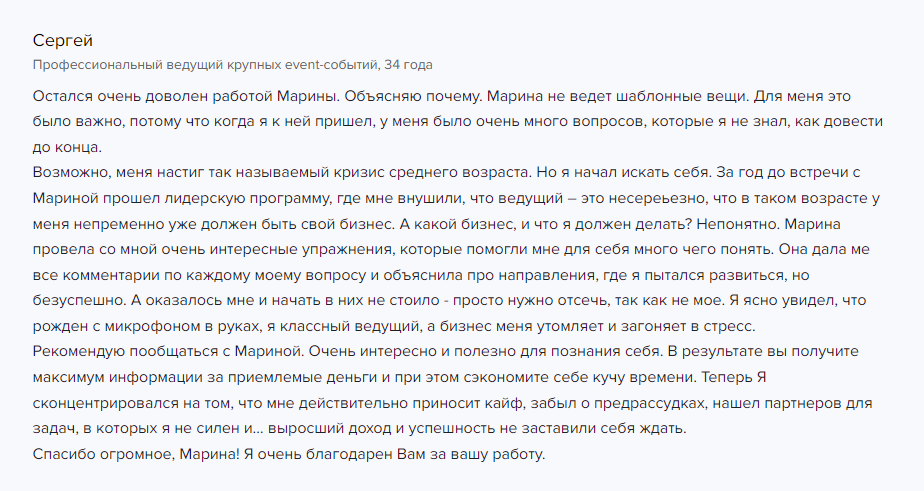 Сергей
Профессиональный ведущий крупных event-событий, 34 года
Остался очень доволен работой Марины. Объясняю почему. Марина не ведет шаблонные вещи. Для меня это
было важно, потому что когда я к ней пришел, у меня было очень много вопросов, которые я не знал, как довести
до конца.
Возможно, меня настиг так называемый кризис среднего возраста. Но я начал искать себя. За год до встречи с
Мариной прошел лидерскую программу, где мне внушили, что ведущий – это несереьезно, что в таком возрасте у
меня непременно уже должен быть свой бизнес. А какой бизнес, и что я должен делать? Непонятно. Марина
провела со мной очень интересные упражнения, которые помогли мне для себя много чего понять. Она дала ме
все комментарии по каждому моему вопросу и объяснила про направления, где я пытался развиться, но
безуспешно. А оказалось мне и начать в них не стоило - просто нужно отсечь, так как не мое. Я ясно увидел, что
рожден с микрофоном в руках, я классный ведущий, а бизнес меня утомляет и загоняет в стресс.
Рекомендую пообщаться с Мариной. Очень интересно и полезно для познания себя. В результате вы получите
максимум информации за приемлемые деньги и при этом сэкономите себе кучу времени. Теперь Я
сконцентрировался на том, что мне действительно приносит кайф, забыл о предрассудках, нашел партнеров для
задач, в которых я не силен и... выросший доход и успешность не заставили себя ждать.
Спасибо огромное, Марина! Я очень благодарен Вам за вашу работу.